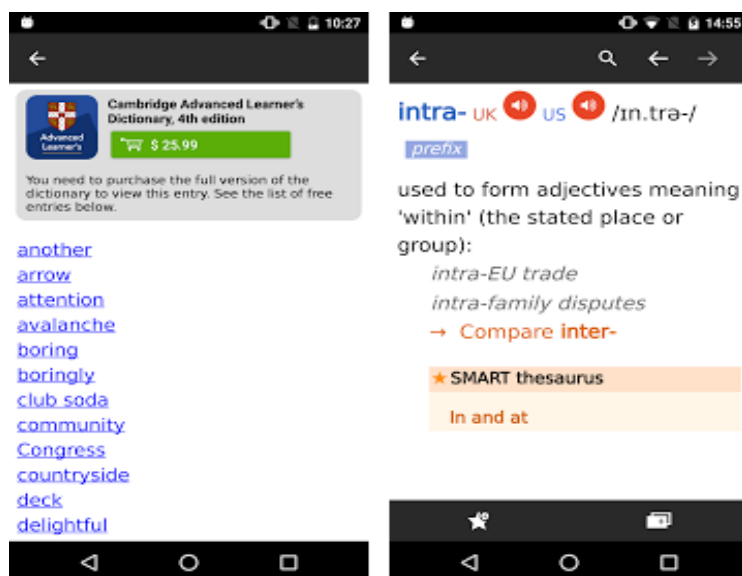 10:27
Cambridge Advanced Learner's
Dictionary, 4th edition
Advanced
Learner's
$ 25.99
You need to purchase the full version of the
dictionary to view this entry. See the list of free
entries below.
another
arrow
attention
avalanche
boring
boringly
club soda
community
Congress
countryside
deck
delightful
14:55
intra- UK US /ɪn.trə-/
prefix
used to form adjectives meaning
'within' (the stated place or
group):
intra-EU trade
intra-family disputes
→ Compare inter-
★ SMART thesaurus
In and at